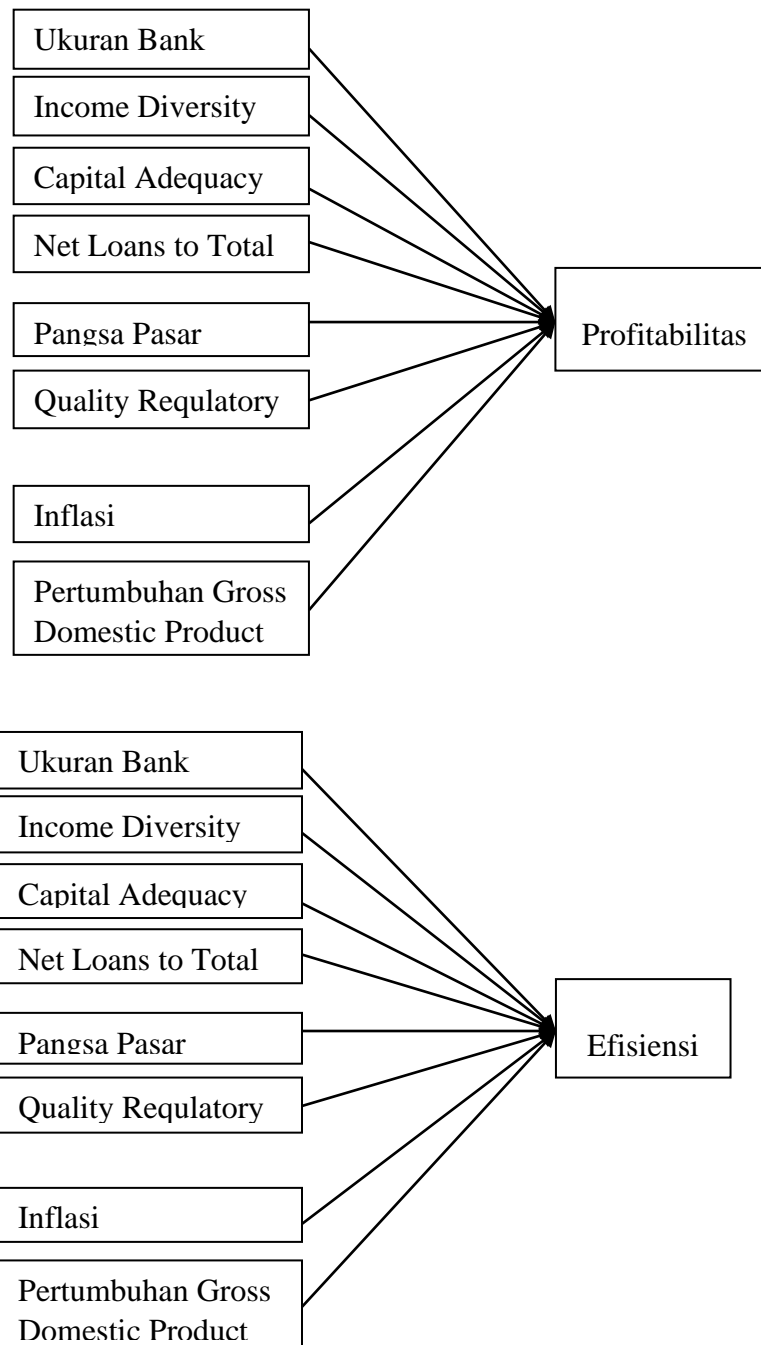 Ukuran Bank
Income Diversity
Capital Adequacy
Net Loans to Total
Pangsa Pasar
Quality Requlatory
Inflasi
Pertumbuhan Gross
Domestic Product
Profitabilitas
Ukuran Bank
Income Diversity
Capital Adequacy
Net Loans to Total
Pangsa Pasar
Quality Requlatory
Inflasi
Pertumbuhan Gross
Domestic Product
Efisiensi